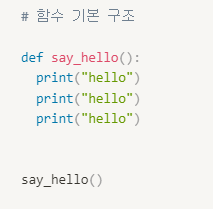 # 함수 기본 구조
def say_hello():
  print("hello")
  print("hello")
  print("hello")
say_hello()